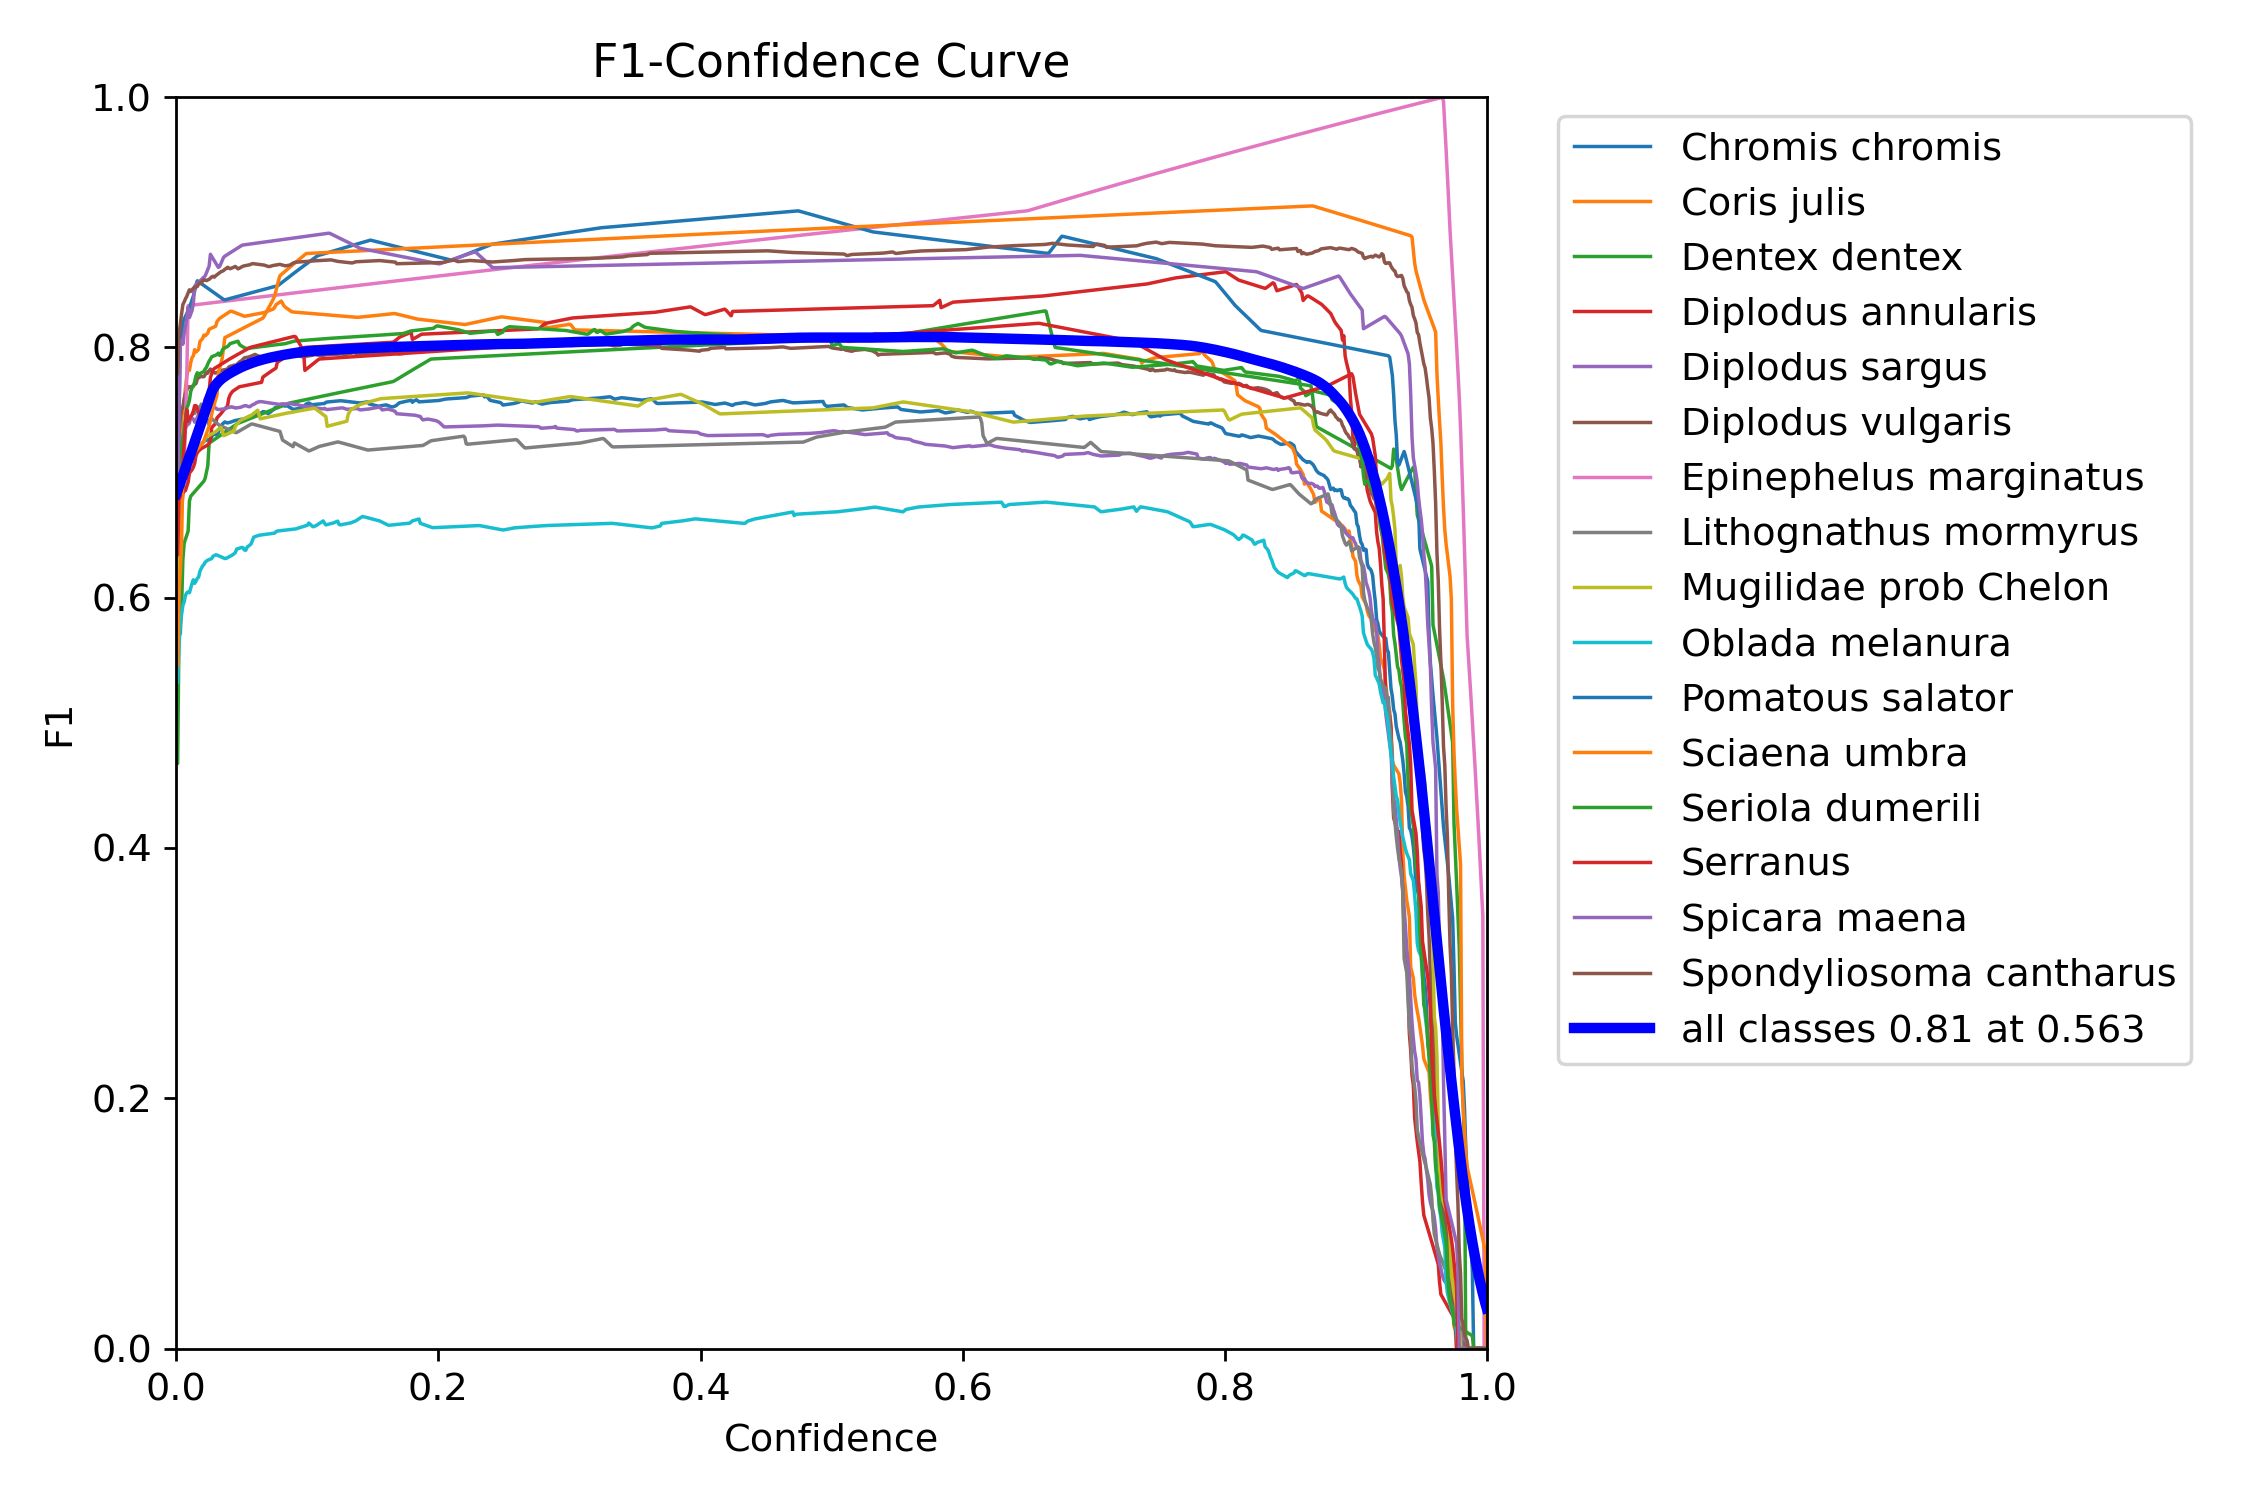 F1-Confidence Curve
1.0
0.8
0.6
0.4
0.2
0.0
F1
0.0 0.2 0.4 0.6 0.8 1.0
Confidence
Chromis chromis
Coris julis
Dentex dentex
Diplodus annularis
Diplodus sargus
Diplodus vulgaris
Epinephelus marginatus
Lithognathus mormyrus
Mugilidae prob Chelon
Oblada melanura
Pomatous salator
Sciaena umbra
Seriola dumerili
Serranus
Spicara maena
Spondyliosoma cantharus
all classes 0.81 at 0.563